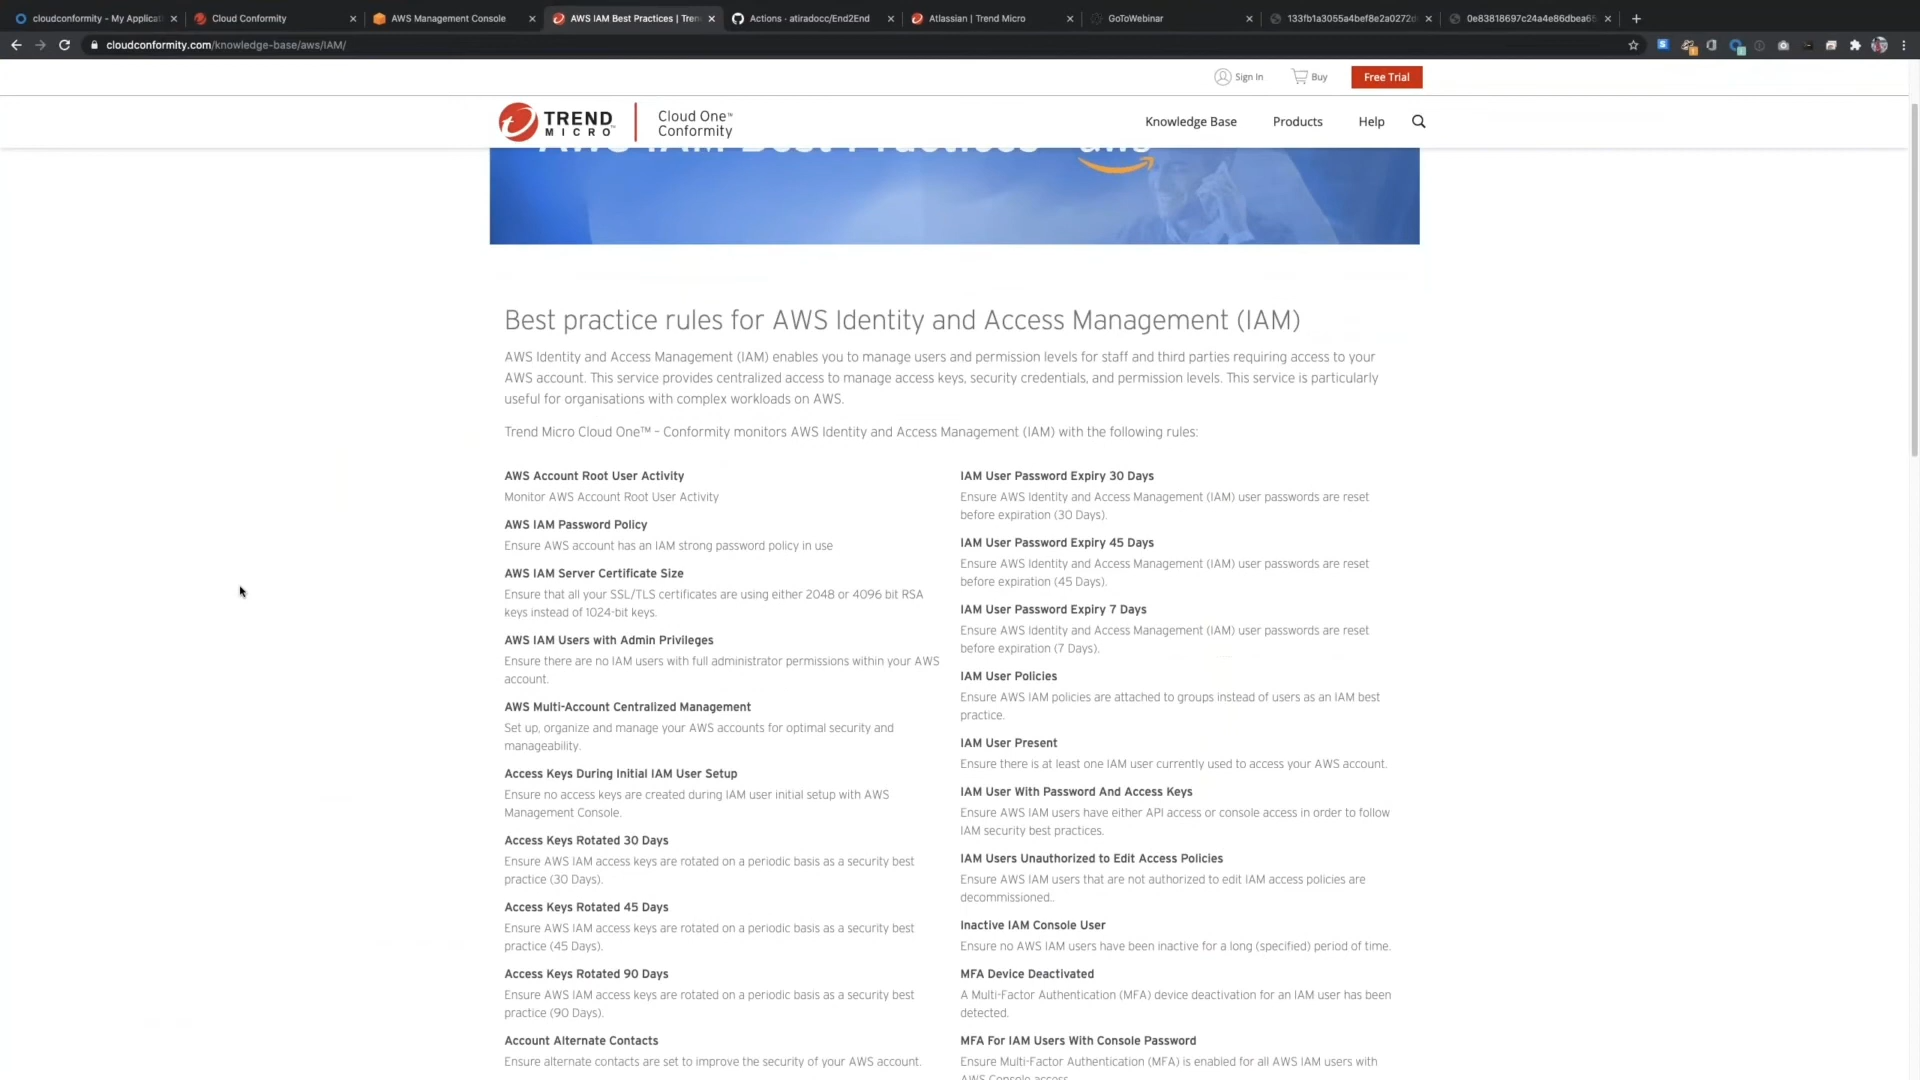 cloudconformity - My Applicat
Cloud Conformity
AWS Management Console
AWS IAM Best Practices | Tren
Actions · atiradocc/End2End
Atlassian | Trend Micro
GoToWebinar
133fb1a3055a4bef8e2a0272d
0e83818697c24a4e86dbea65
cloudconformity.com/knowledge-base/aws/IAM/
Sign In
Buy
Free Trial
TREND
MICRO
Cloud One™
Conformity
Knowledge Base
Products
Help
AWS IAM Best Practices
aws
Best practice rules for AWS Identity and Access Management (IAM)
AWS Identity and Access Management (IAM) enables you to manage users and permission levels for staff and third parties requiring access to your
AWS account. This service provides centralized access to manage access keys, security credentials, and permission levels. This service is particularly
useful for organisations with complex workloads on AWS.
Trend Micro Cloud One™ – Conformity monitors AWS Identity and Access Management (IAM) with the following rules:
AWS Account Root User Activity
Monitor AWS Account Root User Activity
AWS IAM Password Policy
Ensure AWS account has an IAM strong password policy in use
AWS IAM Server Certificate Size
Ensure that all your SSL/TLS certificates are using either 2048 or 4096 bit RSA
keys instead of 1024-bit keys.
AWS IAM Users with Admin Privileges
Ensure there are no IAM users with full administrator permissions within your AWS
account.
AWS Multi-Account Centralized Management
Set up, organize and manage your AWS accounts for optimal security and
manageability.
Access Keys During Initial IAM User Setup
Ensure no access keys are created during IAM user initial setup with AWS
Management Console.
Access Keys Rotated 30 Days
Ensure AWS IAM access keys are rotated on a periodic basis as a security best
practice (30 Days).
Access Keys Rotated 45 Days
Ensure AWS IAM access keys are rotated on a periodic basis as a security best
practice (45 Days).
Access Keys Rotated 90 Days
Ensure AWS IAM access keys are rotated on a periodic basis as a security best
practice (90 Days).
Account Alternate Contacts
Ensure alternate contacts are set to improve the security of your AWS account.
IAM User Password Expiry 30 Days
Ensure AWS Identity and Access Management (IAM) user passwords are reset
before expiration (30 Days).
IAM User Password Expiry 45 Days
Ensure AWS Identity and Access Management (IAM) user passwords are reset
before expiration (45 Days).
IAM User Password Expiry 7 Days
Ensure AWS Identity and Access Management (IAM) user passwords are reset
before expiration (7 Days).
IAM User Policies
Ensure AWS IAM policies are attached to groups instead of users as an IAM best
practice.
IAM User Present
Ensure there is at least one IAM user currently used to access your AWS account.
IAM User With Password And Access Keys
Ensure AWS IAM users have either API access or console access in order to follow
IAM security best practices.
IAM Users Unauthorized to Edit Access Policies
Ensure AWS IAM users that are not authorized to edit IAM access policies are
decommissioned..
Inactive IAM Console User
Ensure no AWS IAM users have been inactive for a long (specified) period of time.
MFA Device Deactivated
A Multi-Factor Authentication (MFA) device deactivation for an IAM user has been
detected.
MFA For IAM Users With Console Password
Ensure Multi-Factor Authentication (MFA) is enabled for all AWS IAM users with
AWS Console access.